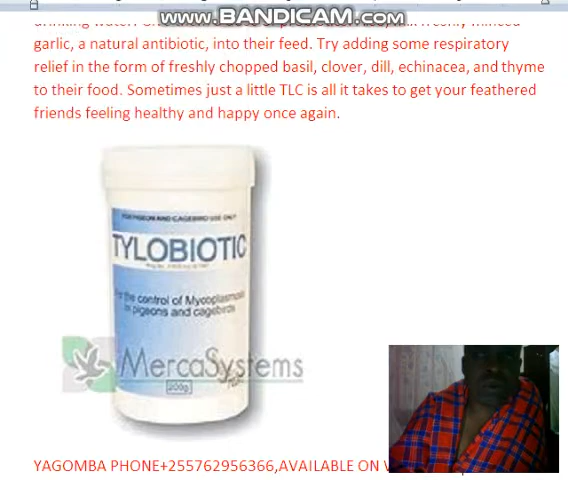 WWW.BANDICAM.COM
garlic, a natural antibiotic, into their feed. Try adding some respiratory
relief in the form of freshly chopped basil, clover, dill, echinacea, and thyme
to their food. Sometimes just a little TLC is all it takes to get your feathered
friends feeling healthy and happy once again.
FOR PIGEON AND CAGEBIRD USE ONLY
TYLOBIOTIC
For the control of Mycoplasmosis
in pigeons and cagebirds
MercaSystems
200g
YAGOMBA PHONE+255762956366,AVAILABLE ON